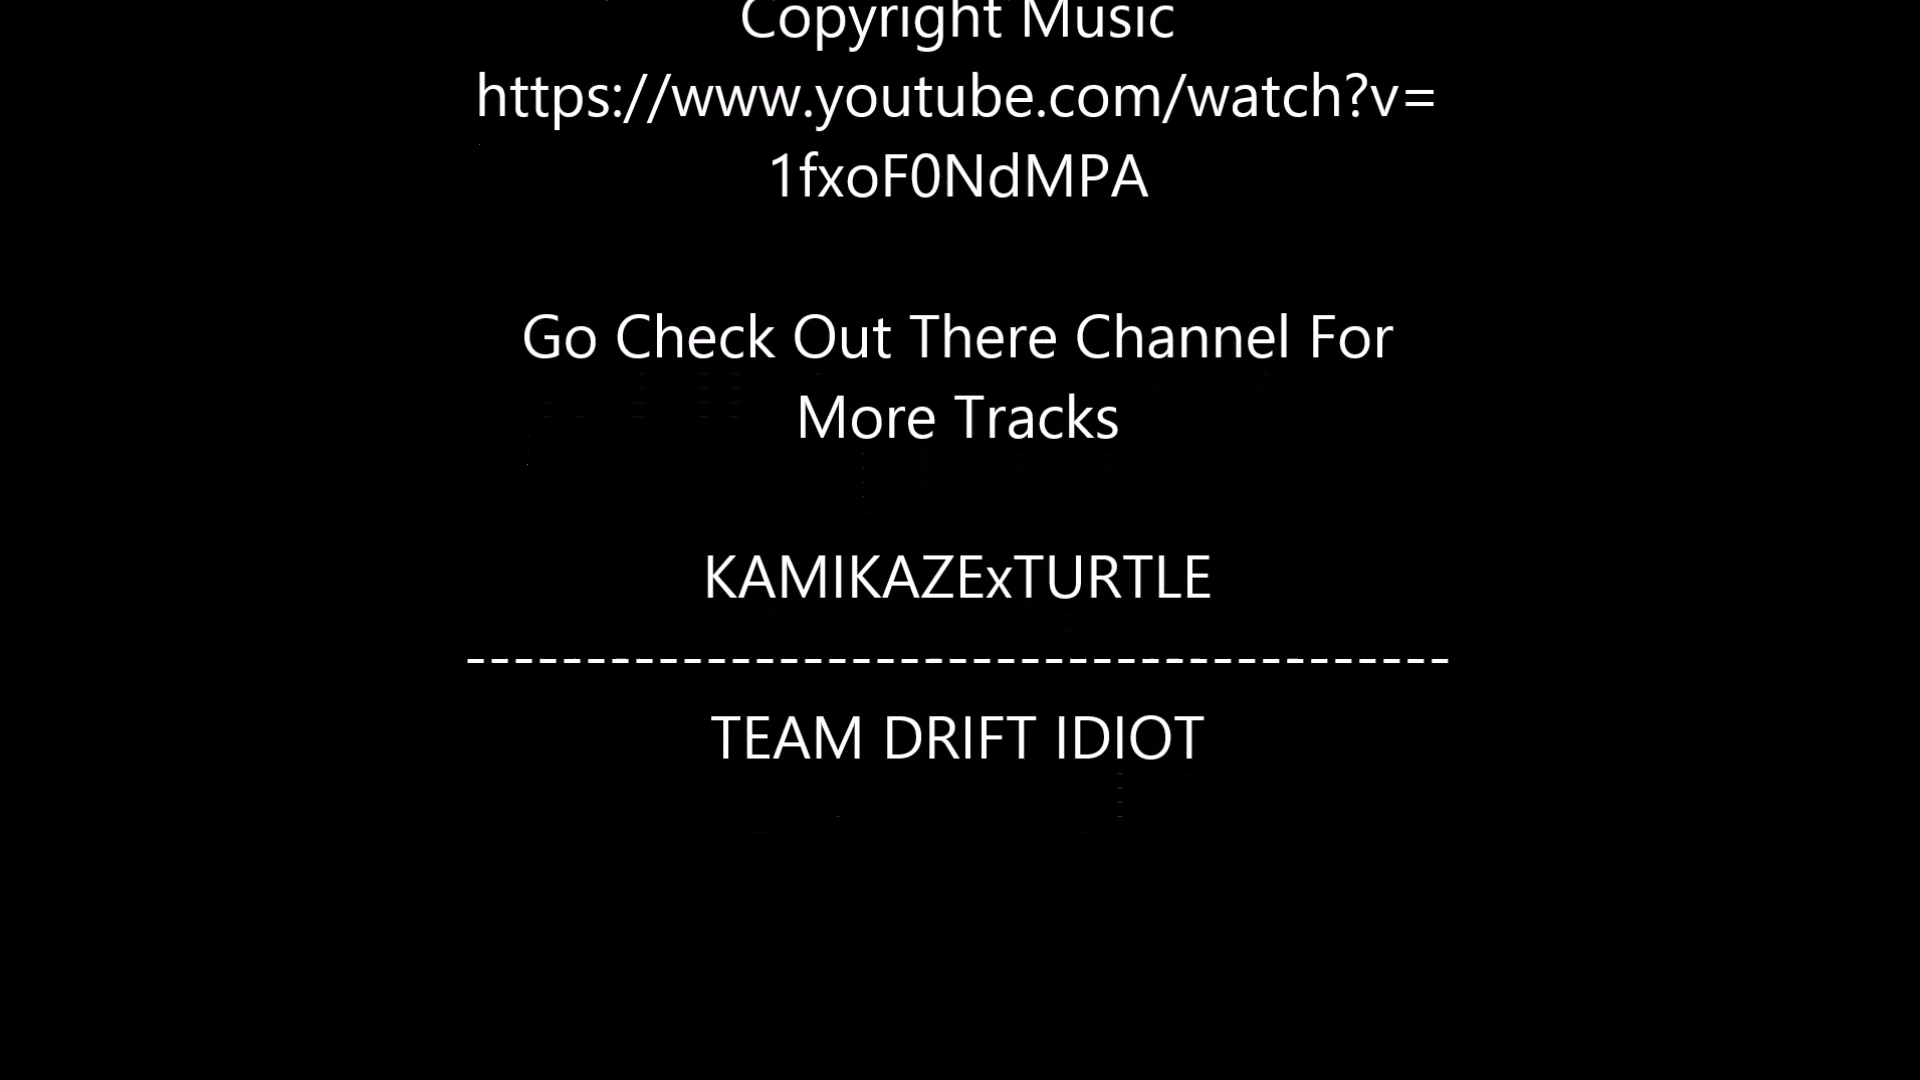 Copyright Music
https://www.youtube.com/watch?v=
1fxoF0NdMPA
Go Check Out There Channel For
More Tracks
KAMIKAZExTURTLE
-----------------------------------------
TEAM DRIFT IDIOT